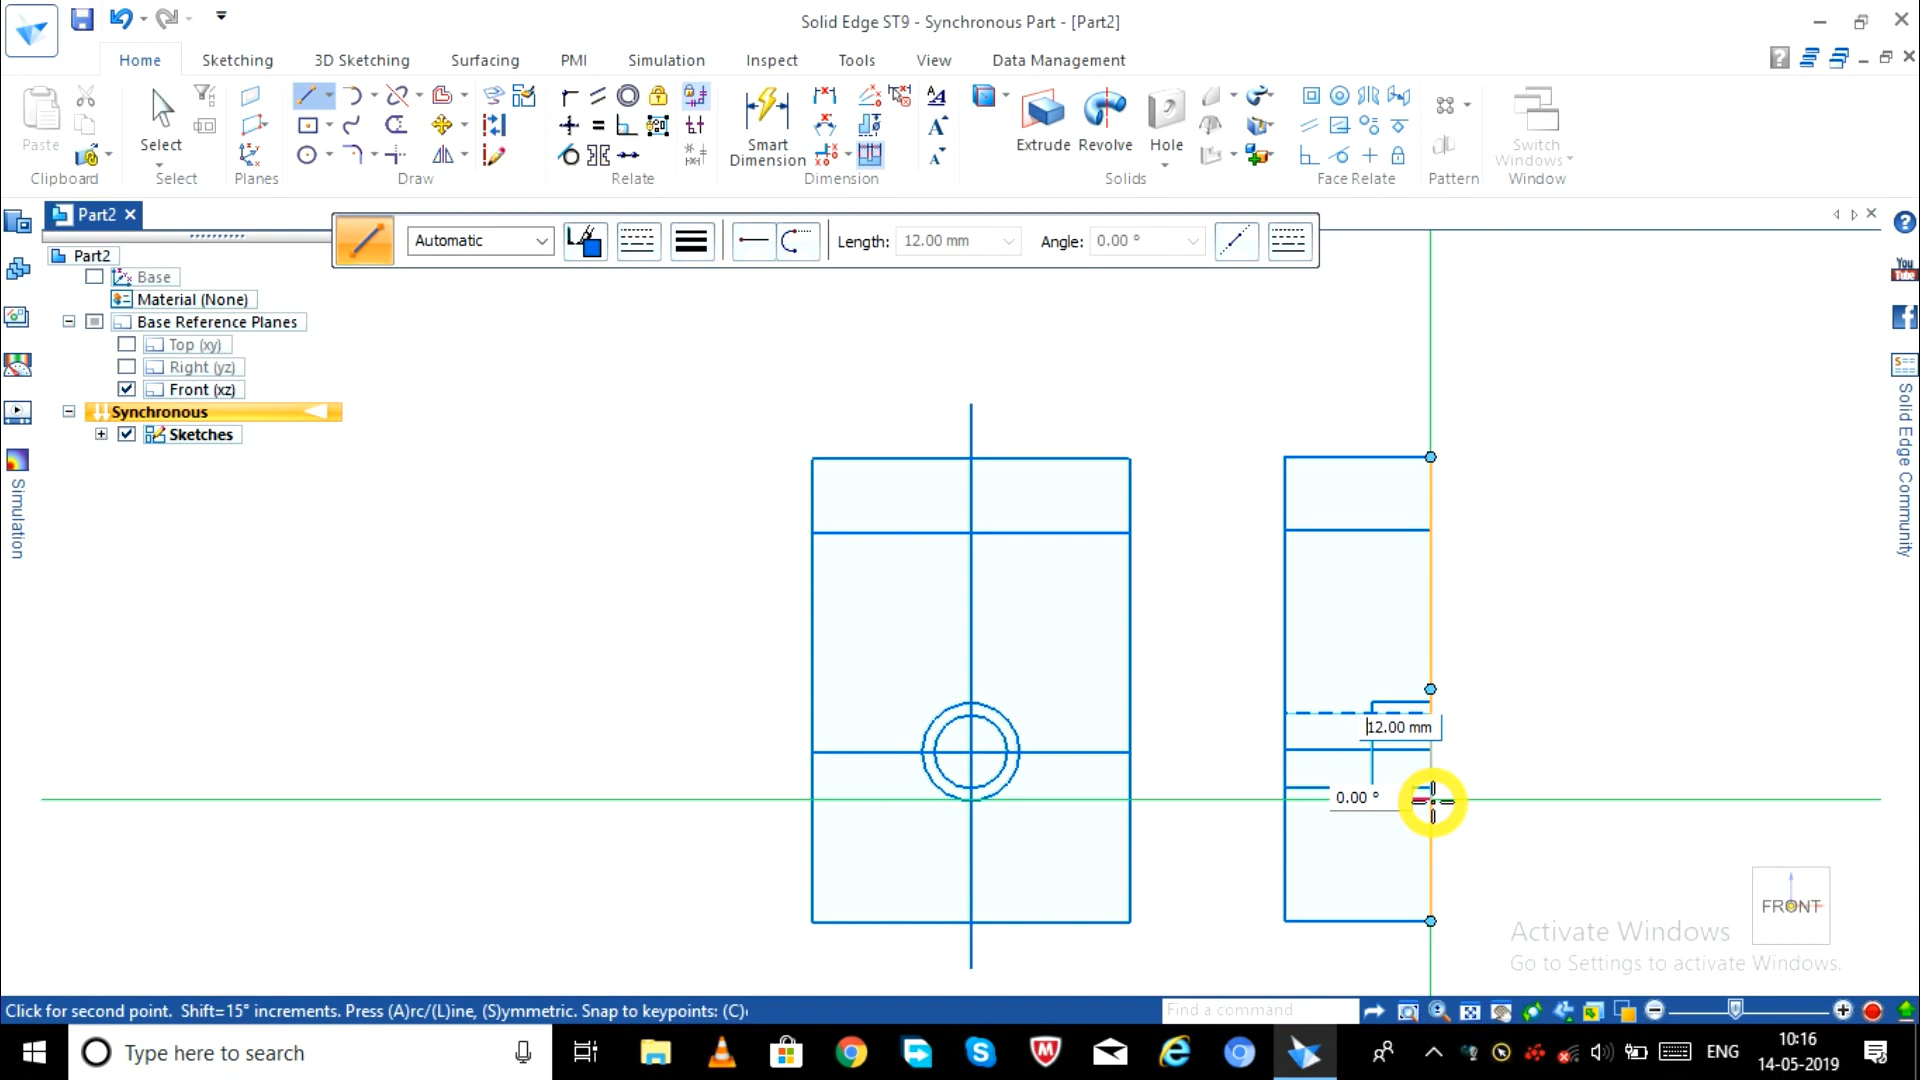 Solid Edge ST9 - Synchronous Part - [Part2]
Home
Sketching
3D Sketching
Surfacing
PMI
Simulation
Inspect
Tools
View
Data Management
Paste
Select
Smart
Dimension
Extrude
Revolve
Hole
Switch
Windows
Clipboard
Select
Planes
Draw
Relate
Dimension
Solids
Face Relate
Pattern
Window
Part2
Automatic
Length: 12.00 mm
Angle: 0.00 °
Part2
Base
Material (None)
Base Reference Planes
Top (xy)
Right (yz)
Front (xz)
Synchronous
Sketches
Simulation
You
Tube
Solid Edge Community
12.00 mm
0.00 °
FRONT
Activate Windows
Go to Settings to activate Windows.
Click for second point. Shift=15° increments. Press (A)rc/(L)ine, (S)ymmetric. Snap to keypoints: (C)
Find a command
Type here to search
ENG
10:16
14-05-2019